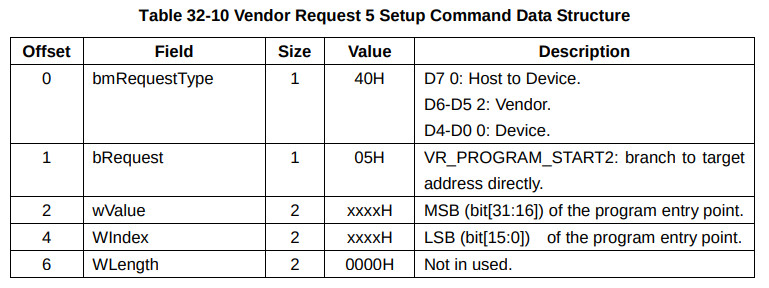 Table 32-10 Vendor Request 5 Setup Command Data Structure
Offset Field Size Value Description
0 bmRequestType 1 40H D7 0: Host to Device.
D6-D5 2: Vendor.
D4-D0 0: Device.
1 bRequest 1 05H VR_PROGRAM_START2: branch to target
address directly.
2 wValue 2 xxxxH MSB (bit[31:16]) of the program entry point.
4 WIndex 2 xxxxH LSB (bit[15:0]) of the program entry point.
6 WLength 2 0000H Not in used.